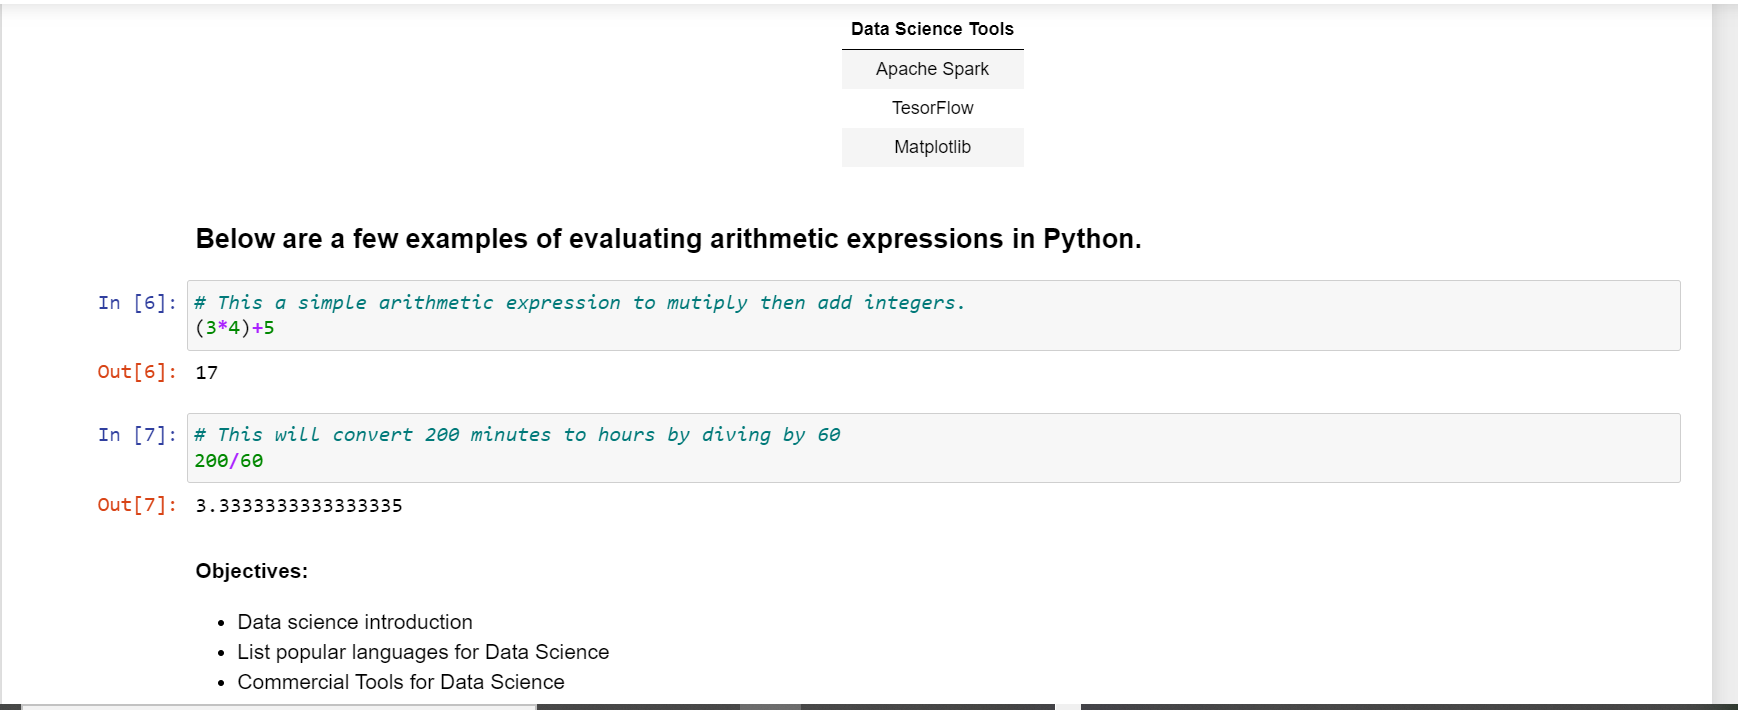 Data Science Tools
Apache Spark
TesorFlow
Matplotlib
Below are a few examples of evaluating arithmetic expressions in Python.
In [6]: # This a simple arithmetic expression to mutiply then add integers.
(3*4)+5
Out[6]: 17
In [7]: # This will convert 200 minutes to hours by diving by 60
200/60
Out[7]: 3.3333333333333335
Objectives:
• Data science introduction
• List popular languages for Data Science
• Commercial Tools for Data Science